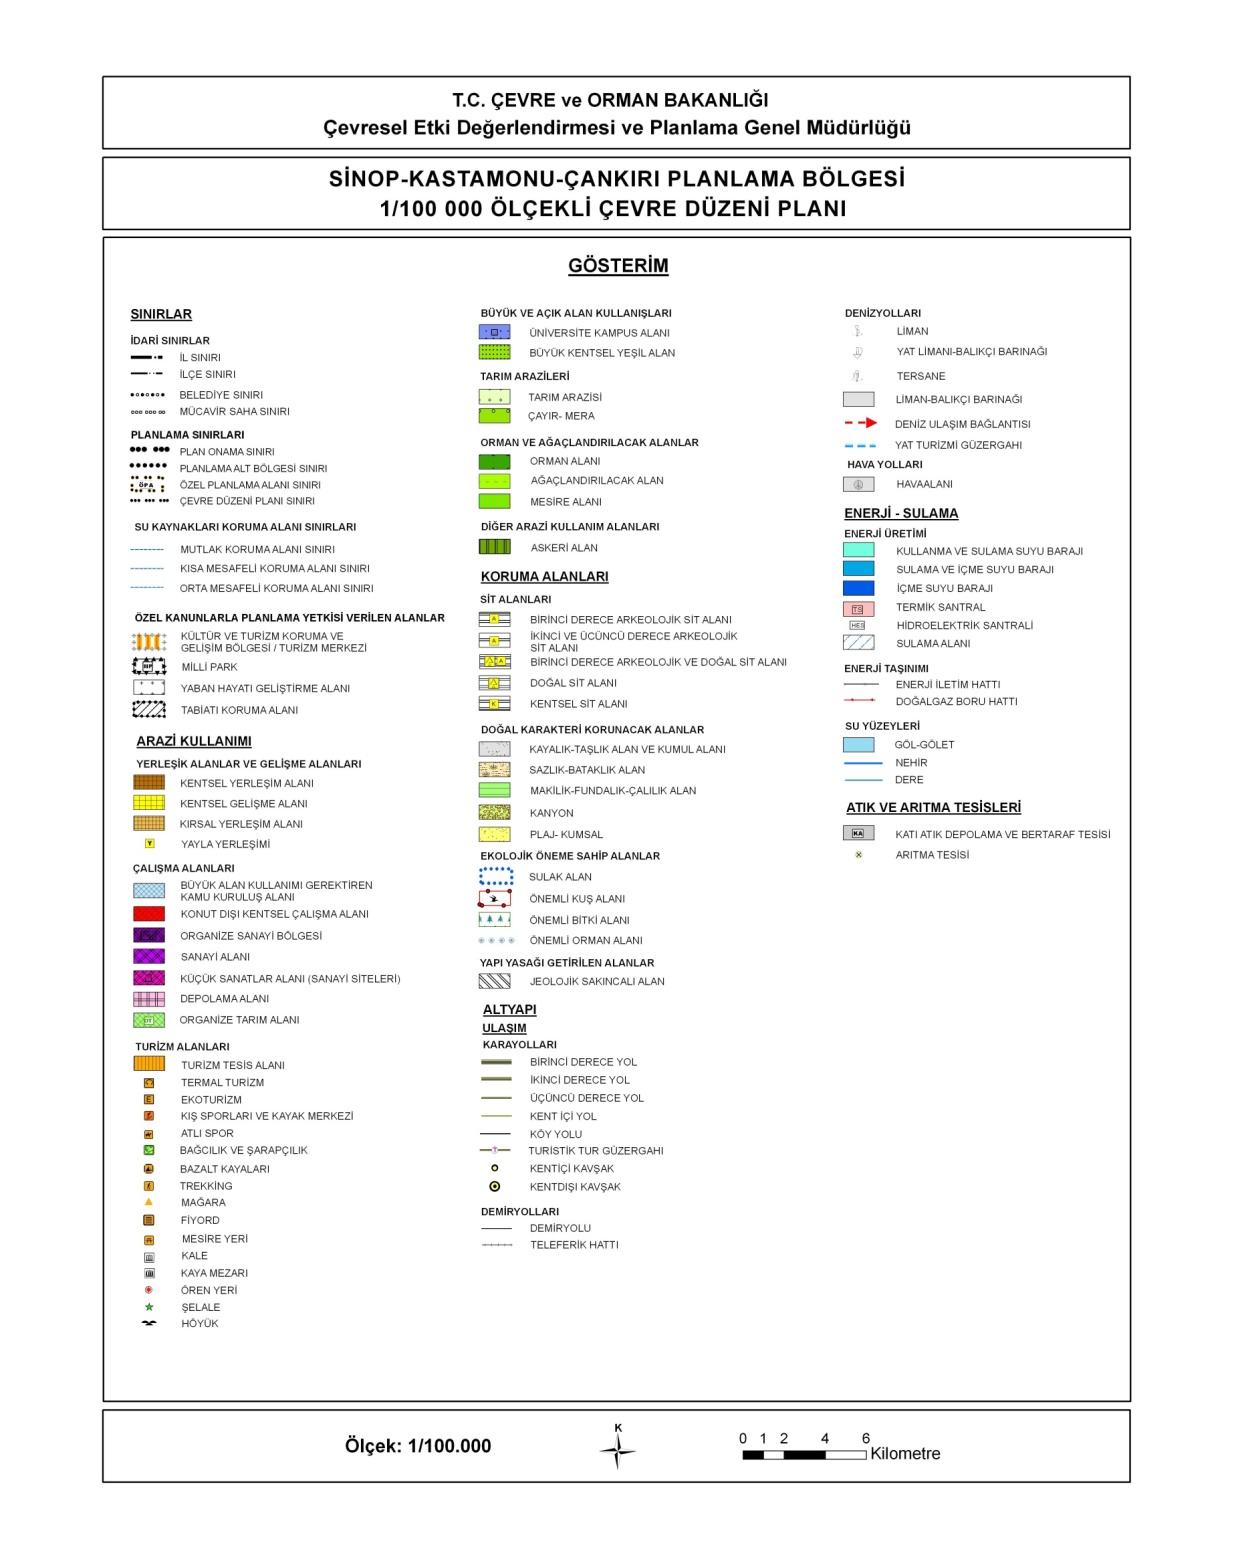 T.C. ÇEVRE ve ORMAN BAKANLIĞI
Çevresel Etki Değerlendirmesi ve Planlama Genel Müdürlüğü
SİNOP-KASTAMONU-ÇANKIRI PLANLAMA BÖLGESİ
1/100 000 ÖLÇEKLİ ÇEVRE DÜZENİ PLANI
GÖSTERİM
SINIRLAR
İDARİ SINIRLAR
İL SINIRI
İLÇE SINIRI
BELEDİYE SINIRI
MÜCAVİR SAHA SINIRI
PLANLAMA SINIRLARI
PLAN ONAMA SINIRI
PLANLAMA ALT BÖLGESİ SINIRI
ÖPA ÖZEL PLANLAMA ALANI SINIRI
ÇEVRE DÜZENİ PLANI SINIRI
SU KAYNAKLARI KORUMA ALANI SINIRLARI
MUTLAK KORUMA ALANI SINIRI
KISA MESAFELİ KORUMA ALANI SINIRI
ORTA MESAFELİ KORUMA ALANI SINIRI
ÖZEL KANUNLARLA PLANLAMA YETKİSİ VERİLEN ALANLAR
KÜLTÜR VE TURİZM KORUMA VE
GELİŞİM BÖLGESİ / TURİZM MERKEZİ
MP MİLLİ PARK
YABAN HAYATI GELİŞTİRME ALANI
TABİATI KORUMA ALANI
ARAZİ KULLANIMI
YERLEŞİK ALANLAR VE GELİŞME ALANLARI
KENTSEL YERLEŞİM ALANI
KENTSEL GELİŞME ALANI
KIRSAL YERLEŞİM ALANI
Y YAYLA YERLEŞİMİ
ÇALIŞMA ALANLARI
BÜYÜK ALAN KULLANIMI GEREKTİREN
KAMU KURULUŞ ALANI
KONUT DIŞI KENTSEL ÇALIŞMA ALANI
ORGANİZE SANAYİ BÖLGESİ
SANAYİ ALANI
KÜÇÜK SANATLAR ALANI (SANAYİ SİTELERİ)
DEPOLAMA ALANI
OT ORGANİZE TARIM ALANI
TURİZM ALANLARI
TURİZM TESİS ALANI
TERMAL TURİZM
E EKOTURİZM
KIŞ SPORLARI VE KAYAK MERKEZİ
ATLI SPOR
BAĞCILIK VE ŞARAPÇILIK
BAZALT KAYALARI
TREKKİNG
MAĞARA
FİYORD
MESİRE YERİ
KALE
KAYA MEZARI
ÖREN YERİ
ŞELALE
HÖYÜK
BÜYÜK VE AÇIK ALAN KULLANIŞLARI
ÜNİVERSİTE KAMPUS ALANI
BÜYÜK KENTSEL YEŞİL ALAN
TARIM ARAZİLERİ
TARIM ARAZİSİ
ÇAYIR- MERA
ORMAN VE AĞAÇLANDIRILACAK ALANLAR
ORMAN ALANI
AĞAÇLANDIRILACAK ALAN
MESİRE ALANI
DİĞER ARAZİ KULLANIM ALANLARI
ASKERİ ALAN
KORUMA ALANLARI
SİT ALANLARI
A BİRİNCİ DERECE ARKEOLOJİK SİT ALANI
A İKİNCİ VE ÜCÜNCÜ DERECE ARKEOLOJİK
SİT ALANI
A BİRİNCİ DERECE ARKEOLOJİK VE DOĞAL SİT ALANI
DOĞAL SİT ALANI
K KENTSEL SİT ALANI
DOĞAL KARAKTERİ KORUNACAK ALANLAR
KAYALIK-TAŞLIK ALAN VE KUMUL ALANI
SAZLIK-BATAKLIK ALAN
MAKİLİK-FUNDALIK-ÇALILIK ALAN
KANYON
PLAJ- KUMSAL
EKOLOJİK ÖNEME SAHİP ALANLAR
SULAK ALAN
ÖNEMLİ KUŞ ALANI
ÖNEMLİ BİTKİ ALANI
ÖNEMLİ ORMAN ALANI
YAPI YASAĞI GETİRİLEN ALANLAR
JEOLOJİK SAKINCALI ALAN
ALTYAPI
ULAŞIM
KARAYOLLARI
BİRİNCİ DERECE YOL
İKİNCİ DERECE YOL
ÜÇÜNCÜ DERECE YOL
KENT İÇİ YOL
KÖY YOLU
T TURİSTİK TUR GÜZERGAHI
KENTİÇİ KAVŞAK
KENTDIŞI KAVŞAK
DEMİRYOLLARI
DEMİRYOLU
TELEFERİK HATTI
DENİZYOLLARI
LİMAN
YAT LİMANI-BALIKÇI BARINAĞI
TERSANE
LİMAN-BALIKÇI BARINAĞI
DENİZ ULAŞIM BAĞLANTISI
YAT TURİZMİ GÜZERGAHI
HAVA YOLLARI
HAVAALANI
ENERJİ - SULAMA
ENERJİ ÜRETİMİ
KULLANMA VE SULAMA SUYU BARAJI
SULAMA VE İÇME SUYU BARAJI
İÇME SUYU BARAJI
TS TERMİK SANTRAL
HES HİDROELEKTRİK SANTRALİ
SULAMA ALANI
ENERJİ TAŞINIMI
ENERJİ İLETİM HATTI
DOĞALGAZ BORU HATTI
SU YÜZEYLERİ
GÖL-GÖLET
NEHİR
DERE
ATIK VE ARITMA TESİSLERİ
KA KATI ATIK DEPOLAMA VE BERTARAF TESİSİ
ARITMA TESİSİ
Ölçek: 1/100.000
K
0 1 2 4 6
Kilometre